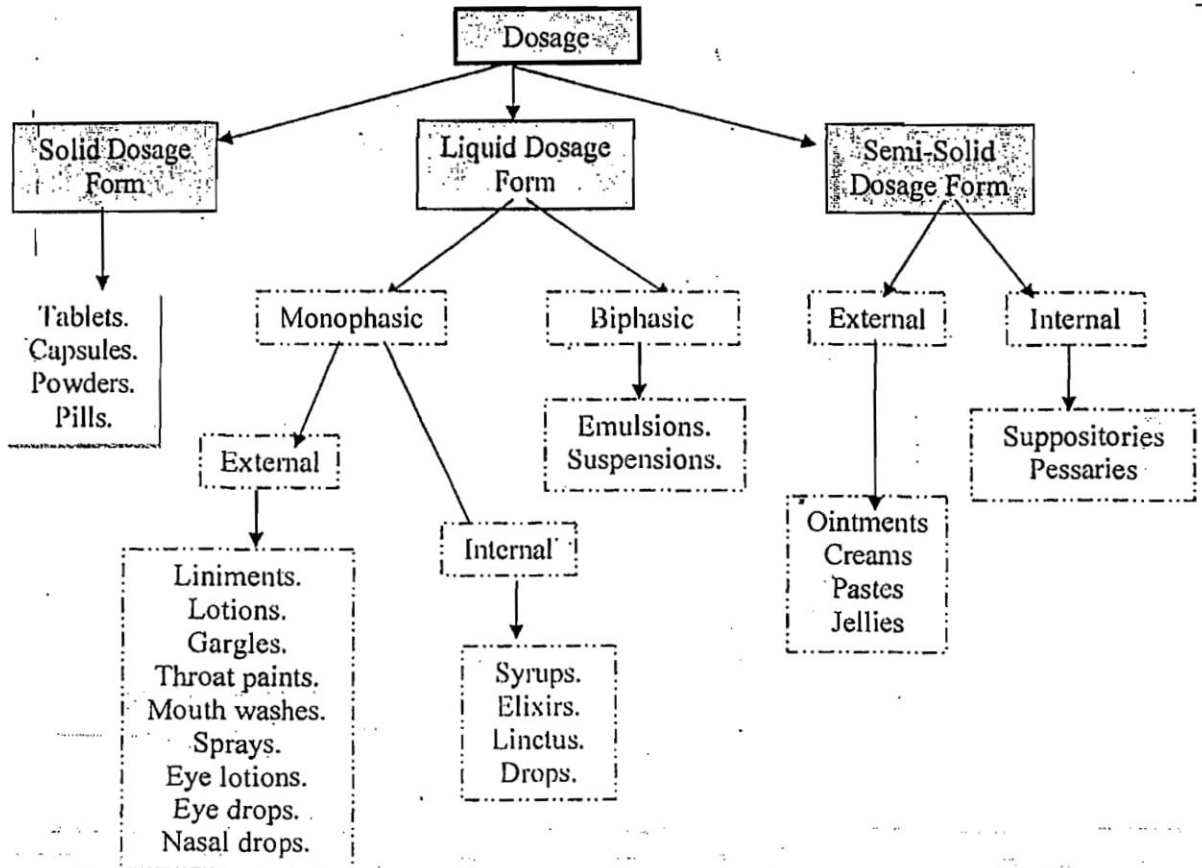 Dosage
Solid Dosage
Form
Liquid Dosage
Form
Semi-Solid
Dosage Form
Tablets.
Capsules.
Powders.
Pills.
Monophasic
Biphasic
External
Internal
External
Emulsions.
Suspensions.
Suppositories
Pessaries
Internal
Ointments
Creams
Pastes
Jellies
Liniments.
Lotions.
Gargles.
Throat paints.
Mouth washes.
Sprays.
Eye lotions.
Eye drops.
Nasal drops.
Syrups.
Elixirs.
Linctus.
Drops.